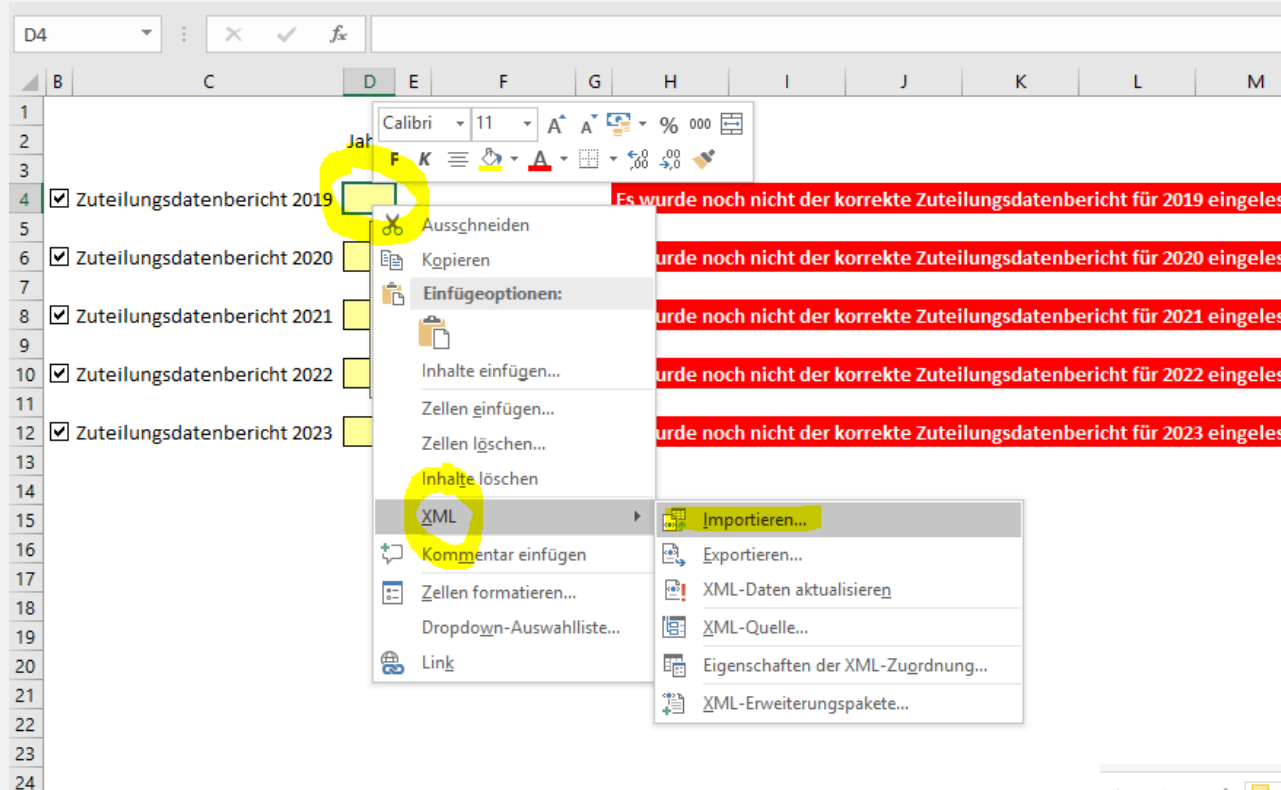 D4
fx
B C D E F G H I J K L M
1
Calibri 11 A A % 000
2 Jah
F K A ,00 ,00
3
4 Zuteilungsdatenbericht 2019 Es wurde noch nicht der korrekte Zuteilungsdatenbericht für 2019 eingeles
Ausschneiden
5
6 Zuteilungsdatenbericht 2020 urde noch nicht der korrekte Zuteilungsdatenbericht für 2020 eingeles
Kopieren
7
Einfügeoptionen:
8 Zuteilungsdatenbericht 2021 urde noch nicht der korrekte Zuteilungsdatenbericht für 2021 eingeles
9
10 Zuteilungsdatenbericht 2022 urde noch nicht der korrekte Zuteilungsdatenbericht für 2022 eingeles
Inhalte einfügen...
11
Zellen einfügen...
12 Zuteilungsdatenbericht 2023 urde noch nicht der korrekte Zuteilungsdatenbericht für 2023 eingeles
Zellen löschen...
13
Inhalte löschen
14
15
XML Importieren...
16
Kommentar einfügen Exportieren...
17
Zellen formatieren... XML-Daten aktualisieren
18
19
Dropdown-Auswahlliste... XML-Quelle...
20
Link Eigenschaften der XML-Zuordnung...
21
XML-Erweiterungspakete...
22
23
24